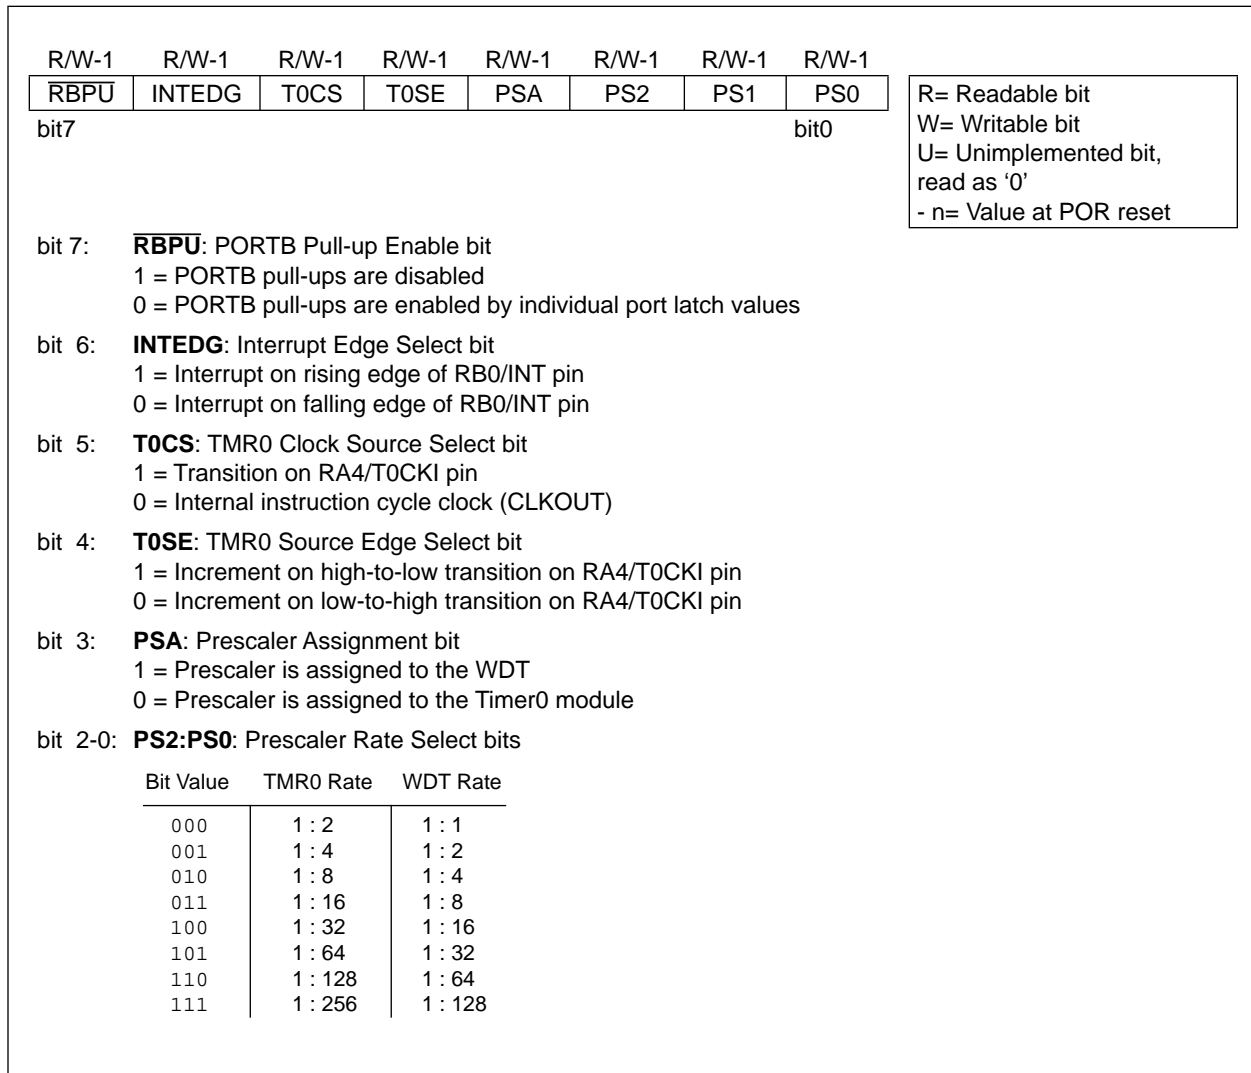 R/W-1 R/W-1 R/W-1 R/W-1 R/W-1 R/W-1 R/W-1 R/W-1
R̅B̅P̅U̅ INTEDG T0CS T0SE PSA PS2 PS1 PS0
bit7 bit0
R= Readable bit
W= Writable bit
U= Unimplemented bit,
read as ‘0’
- n= Value at POR reset
bit 7: R̅B̅P̅U̅: PORTB Pull-up Enable bit
1 = PORTB pull-ups are disabled
0 = PORTB pull-ups are enabled by individual port latch values
bit 6: INTEDG: Interrupt Edge Select bit
1 = Interrupt on rising edge of RB0/INT pin
0 = Interrupt on falling edge of RB0/INT pin
bit 5: T0CS: TMR0 Clock Source Select bit
1 = Transition on RA4/T0CKI pin
0 = Internal instruction cycle clock (CLKOUT)
bit 4: T0SE: TMR0 Source Edge Select bit
1 = Increment on high-to-low transition on RA4/T0CKI pin
0 = Increment on low-to-high transition on RA4/T0CKI pin
bit 3: PSA: Prescaler Assignment bit
1 = Prescaler is assigned to the WDT
0 = Prescaler is assigned to the Timer0 module
bit 2-0: PS2:PS0: Prescaler Rate Select bits
Bit Value TMR0 Rate WDT Rate
000 1 : 2 1 : 1
001 1 : 4 1 : 2
010 1 : 8 1 : 4
011 1 : 16 1 : 8
100 1 : 32 1 : 16
101 1 : 64 1 : 32
110 1 : 128 1 : 64
111 1 : 256 1 : 128